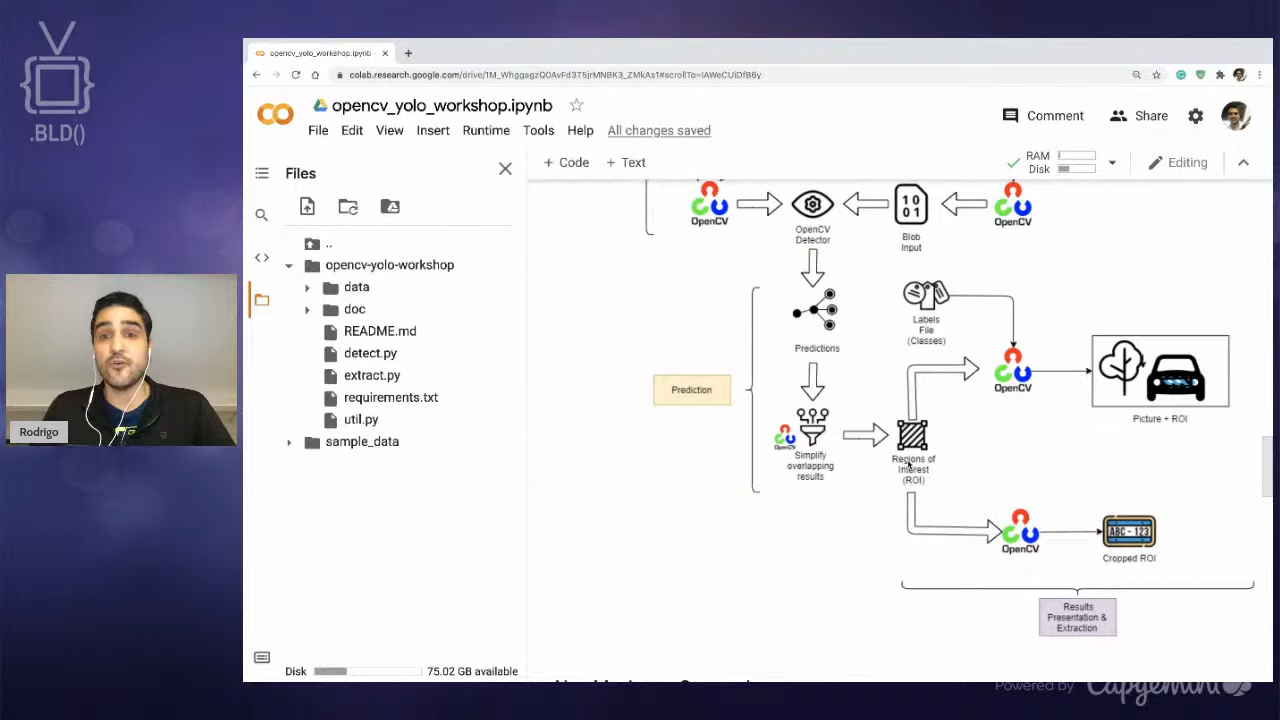 .BLD()
Rodrigo
opencv_yolo_workshop.ipynb
colab.research.google.com/drive/1M_WhggagzQ0AvFd3T5jrMNBK3_ZMkAs1#scrollTo=IAWeCUiDfB6y
opencv_yolo_workshop.ipynb
File Edit View Insert Runtime Tools Help All changes saved
Comment Share
+ Code + Text
RAM
Disk
Editing
Files
..
opencv-yolo-workshop
data
doc
README.md
detect.py
extract.py
requirements.txt
util.py
sample_data
Disk 75.02 GB available
OpenCV
OpenCV
Detector
10
01
Blob
Input
OpenCV
Predictions
Labels
File
(Classes)
OpenCV
Picture + ROI
Prediction
OpenCV
Simplify
overlapping
results
Regions of
Interest
(ROI)
OpenCV
ABC - 123
Cropped ROI
Results
Presentation &
Extraction
Powered by Capgemini